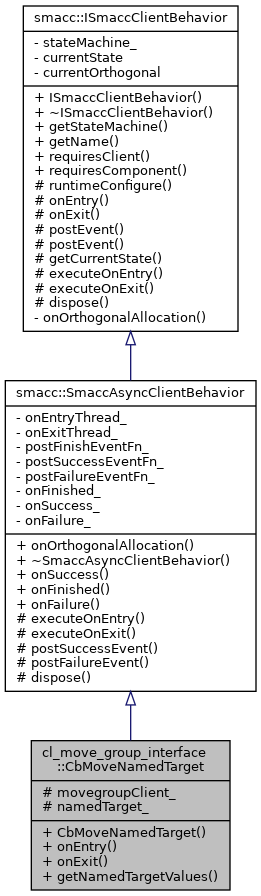 smacc::ISmaccClientBehavior
- stateMachine_
- currentState
- currentOrthogonal
+ ISmaccClientBehavior()
+ ~ISmaccClientBehavior()
+ getStateMachine()
+ getName()
+ requiresClient()
+ requiresComponent()
# runtimeConfigure()
# onEntry()
# onExit()
# postEvent()
# postEvent()
# getCurrentState()
# executeOnEntry()
# executeOnExit()
# dispose()
- onOrthogonalAllocation()
smacc::SmaccAsyncClientBehavior
- onEntryThread_
- onExitThread_
- postFinishEventFn_
- postSuccessEventFn_
- postFailureEventFn_
- onFinished_
- onSuccess_
- onFailure_
+ onOrthogonalAllocation()
+ ~SmaccAsyncClientBehavior()
+ onSuccess()
+ onFinished()
+ onFailure()
# executeOnEntry()
# executeOnExit()
# postSuccessEvent()
# postFailureEvent()
# dispose()
cl_move_group_interface
::CbMoveNamedTarget
# movegroupClient_
# namedTarget_
+ CbMoveNamedTarget()
+ onEntry()
+ onExit()
+ getNamedTargetValues()